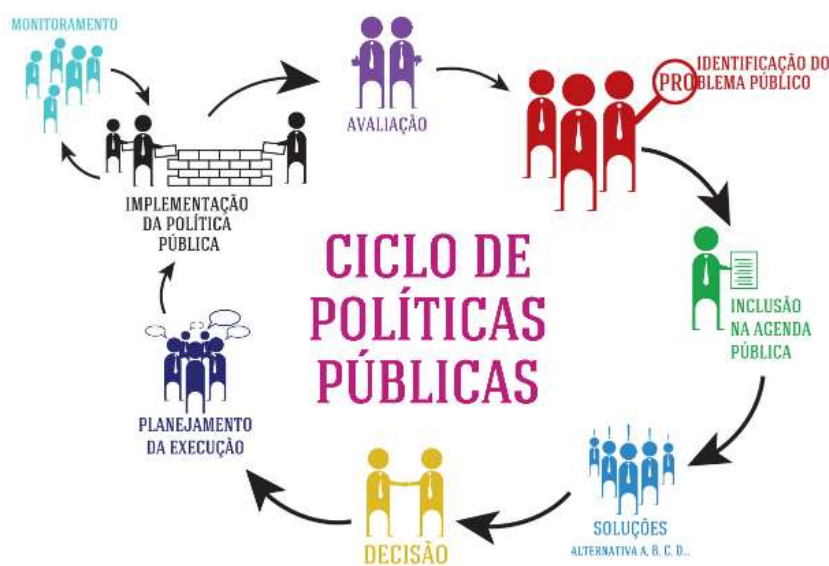 MONITORAMENTO
AVALIAÇÃO
IDENTIFICAÇÃO DO
PROBLEMA PÚBLICO
IMPLEMENTAÇÃO
DA POLÍTICA
PÚBLICA
CICLO DE
POLÍTICAS
PÚBLICAS
INCLUSÃO
NA AGENDA
PÚBLICA
PLANEJAMENTO
DA EXECUÇÃO
DECISÃO
SOLUÇÕES
ALTERNATIVA A, B, C, D...